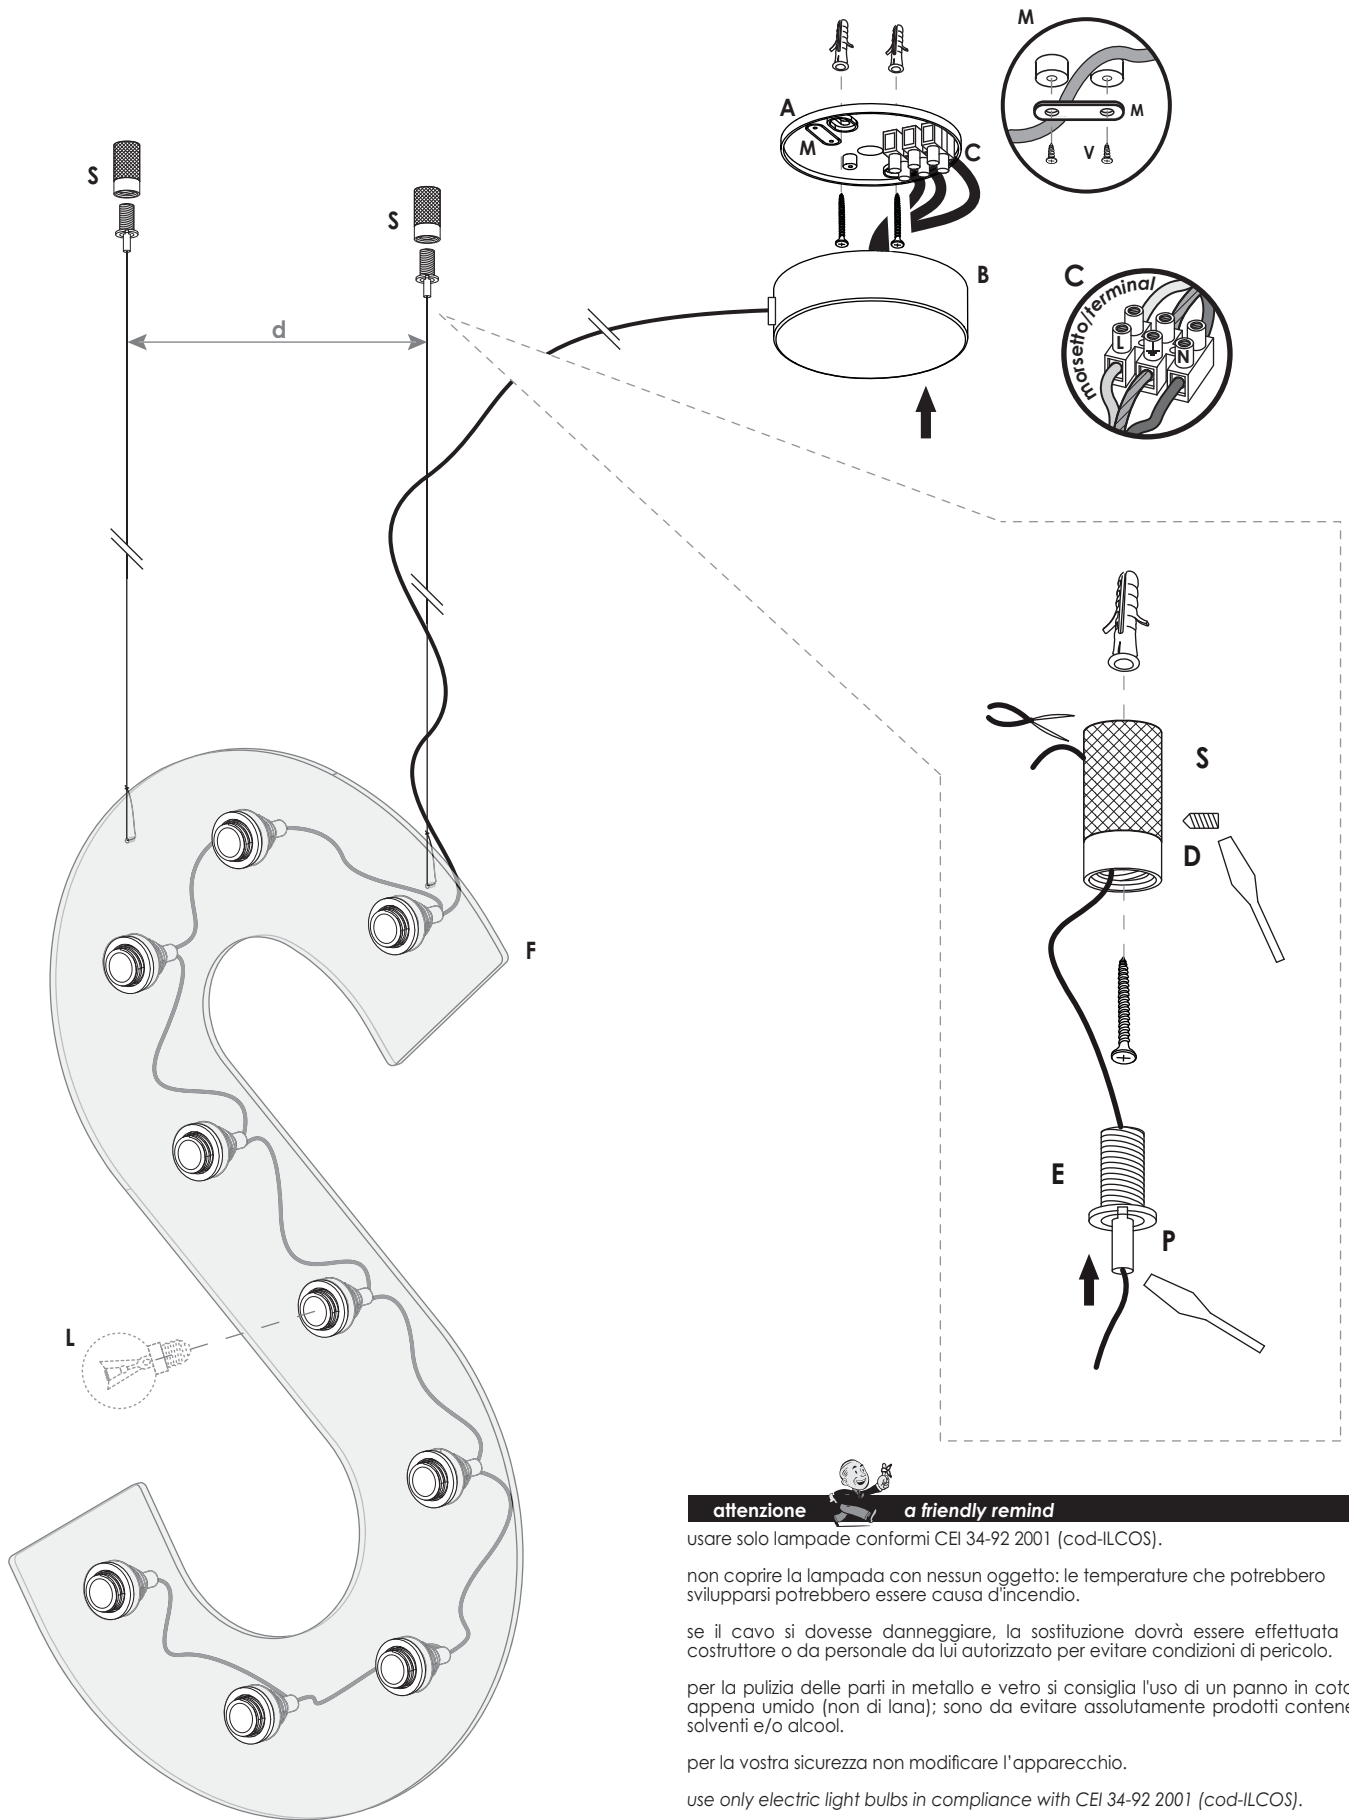 M
A
M
C
M
V
S
S
B
C
morsetto/terminal
L
N
d
S
D
F
E
P
L
attenzione a friendly remind
usare solo lampade conformi CEI 34-92 2001 (cod-ILCOS).
non coprire la lampada con nessun oggetto: le temperature che potrebbero
svilupparsi potrebbero essere causa d'incendio.
se il cavo si dovesse danneggiare, la sostituzione dovrà essere effettuata
costruttore o da personale da lui autorizzato per evitare condizioni di pericolo.
per la pulizia delle parti in metallo e vetro si consiglia l'uso di un panno in coto
appena umido (non di lana); sono da evitare assolutamente prodotti contene
solventi e/o alcool.
per la vostra sicurezza non modificare l'apparecchio.
use only electric light bulbs in compliance with CEI 34-92 2001 (cod-ILCOS).